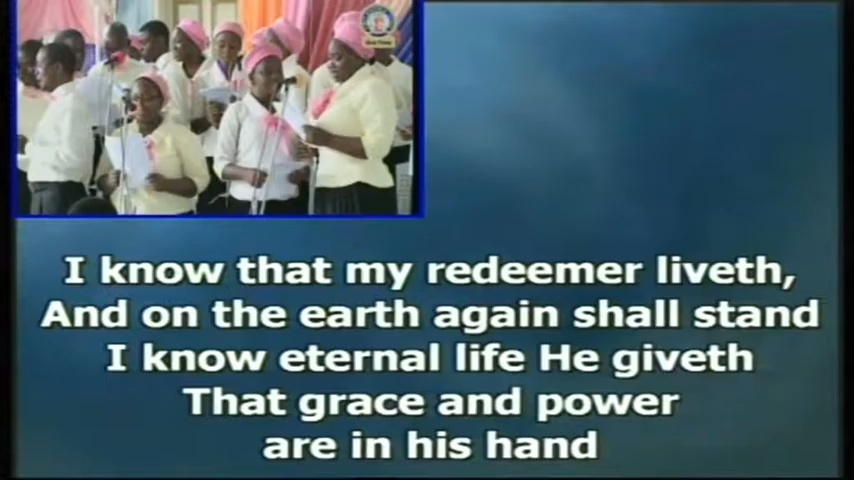 I know that my redeemer liveth,
And on the earth again shall stand
I know eternal life He giveth
That grace and power
are in his hand